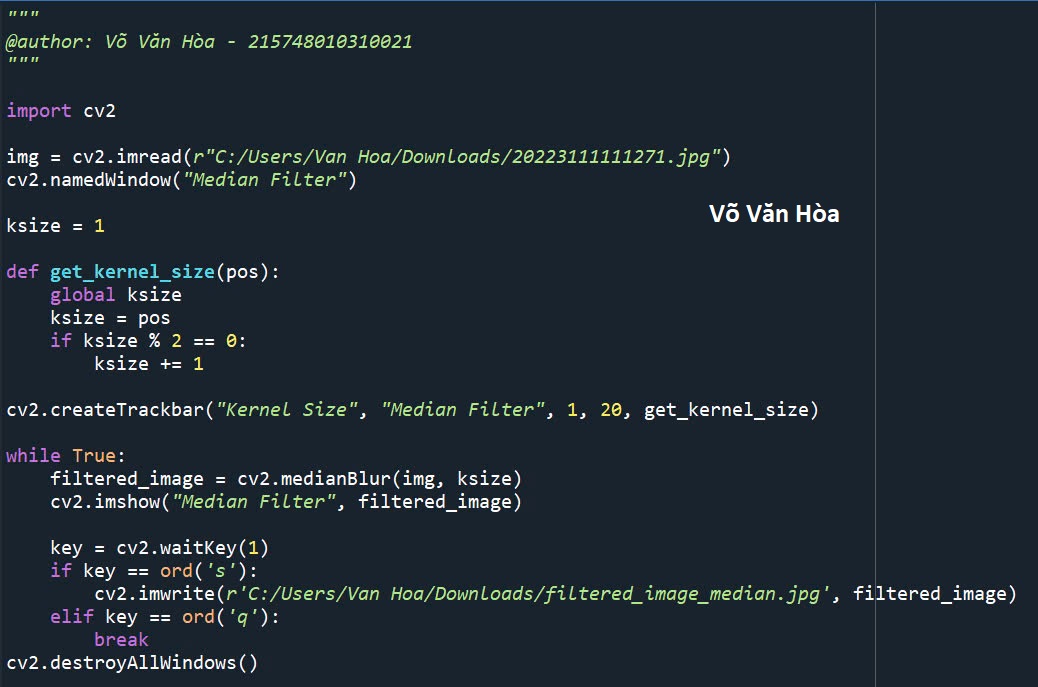 """
@author: Võ Văn Hòa - 215748010310021
"""
import cv2
img = cv2.imread(r"C:/Users/Van Hoa/Downloads/20223111111271.jpg")
cv2.namedWindow("Median Filter")
Võ Văn Hòa
ksize = 1
def get_kernel_size(pos):
    global ksize
    ksize = pos
    if ksize % 2 == 0:
        ksize += 1
cv2.createTrackbar("Kernel Size", "Median Filter", 1, 20, get_kernel_size)
while True:
    filtered_image = cv2.medianBlur(img, ksize)
    cv2.imshow("Median Filter", filtered_image)
    key = cv2.waitKey(1)
    if key == ord('s'):
        cv2.imwrite(r'C:/Users/Van Hoa/Downloads/filtered_image_median.jpg', filtered_image)
    elif key == ord('q'):
        break
cv2.destroyAllWindows()